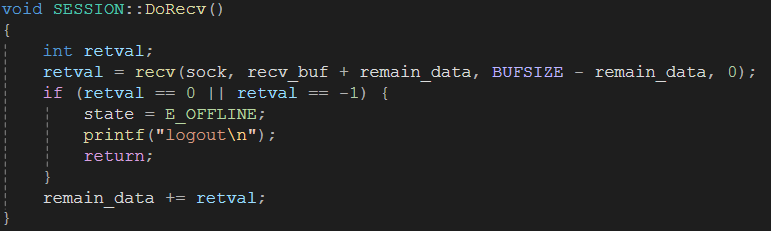 void SESSION::DoRecv()
{
    int retval;
    retval = recv(sock, recv_buf + remain_data, BUFSIZE - remain_data, 0);
    if (retval == 0 || retval == -1) {
        state = E_OFFLINE;
        printf("logout\n");
        return;
    }
    remain_data += retval;
}